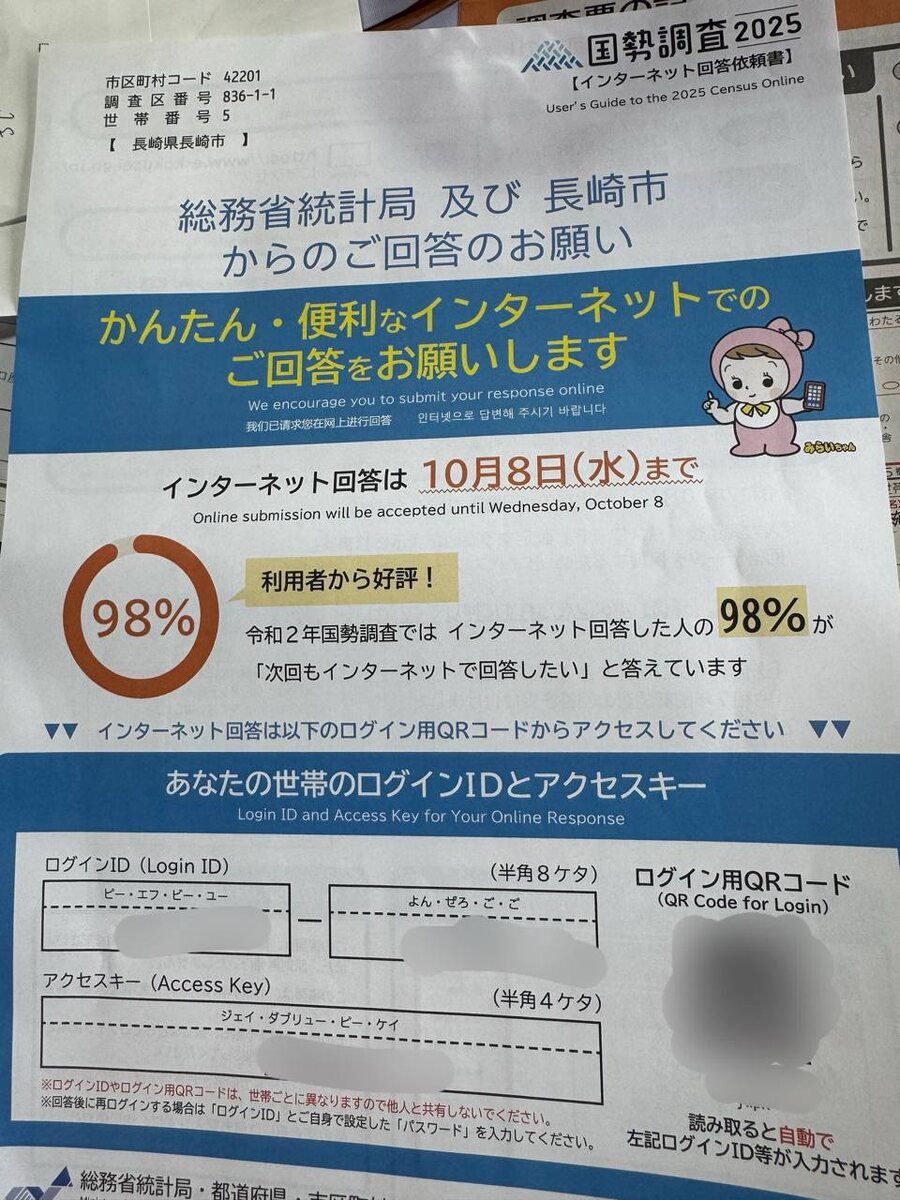 調査票の
国勢調査2025
【インターネット回答依頼書】
User's Guide to the 2025 Census Online
市区町村コード 42201
調査区番号 836-1-1
世帯番号 5
【 長崎県長崎市 】
総務省統計局 及び 長崎市
からのご回答のお願い
かんたん・便利なインターネットでの
ご回答をお願いします
We encourage you to submit your response online
我们已请求您在网上进行回答 인터넷으로 답변해 주시기 바랍니다
みらいちゃん
インターネット回答は 10月8日(水)まで
Online submission will be accepted until Wednesday, October 8
98%
利用者から好評！
令和２年国勢調査では インターネット回答した人の98%が
「次回もインターネットで回答したい」と答えています
▼▼ インターネット回答は以下のログイン用QRコードからアクセスしてください ▼▼
あなたの世帯のログインIDとアクセスキー
Login ID and Access Key for Your Online Response
ログインID（Login ID） （半角８ケタ）
ビー・エフ・ビー・ユー ー よん・ぜろ・ご・ご
アクセスキー（Access Key） （半角４ケタ）
ジェイ・ダブリュー・ピー・ケイ
※ログインIDやログイン用QRコードは、世帯ごとに異なりますので他人と共有しないでください。
※回答後に再ログインする場合は「ログインID」とご自身で設定した「パスワード」を入力してください。
ログイン用QRコード
（QR Code for Login）
読み取ると自動で
左記ログインID等が入力されます
総務省統計局・都道府県・市区町村